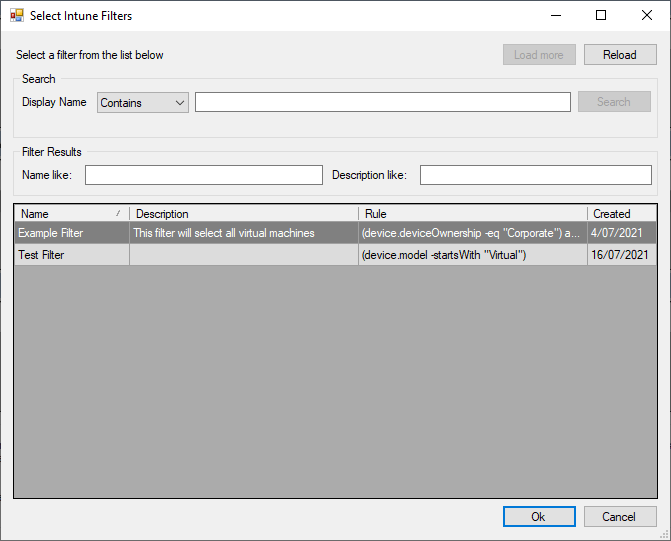 Select Intune Filters
Select a filter from the list below Load more Reload
Search
Display Name Contains Search
Filter Results
Name like: Description like:
Name Description Rule Created
Example Filter This filter will select all virtual machines (device.deviceOwnership -eq "Corporate") a... 4/07/2021
Test Filter (device.model -startsWith "Virtual") 16/07/2021
Ok Cancel